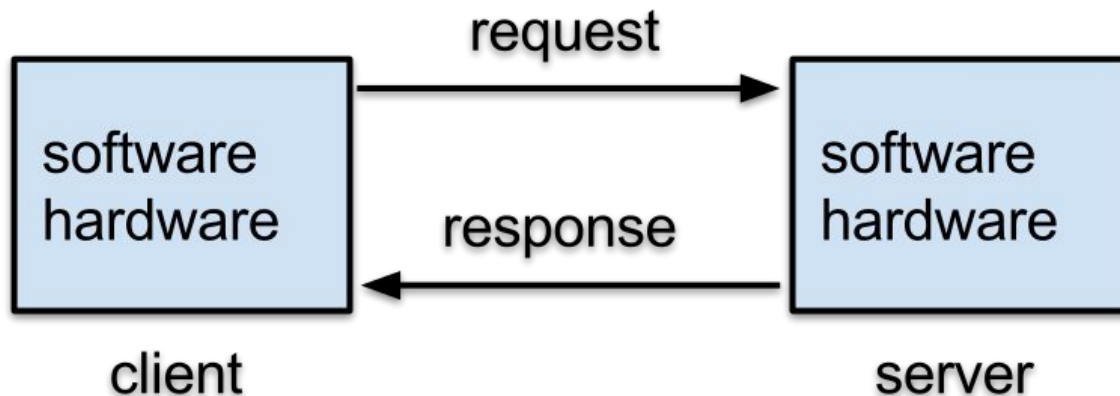 request
software
hardware
software
hardware
response
client
server